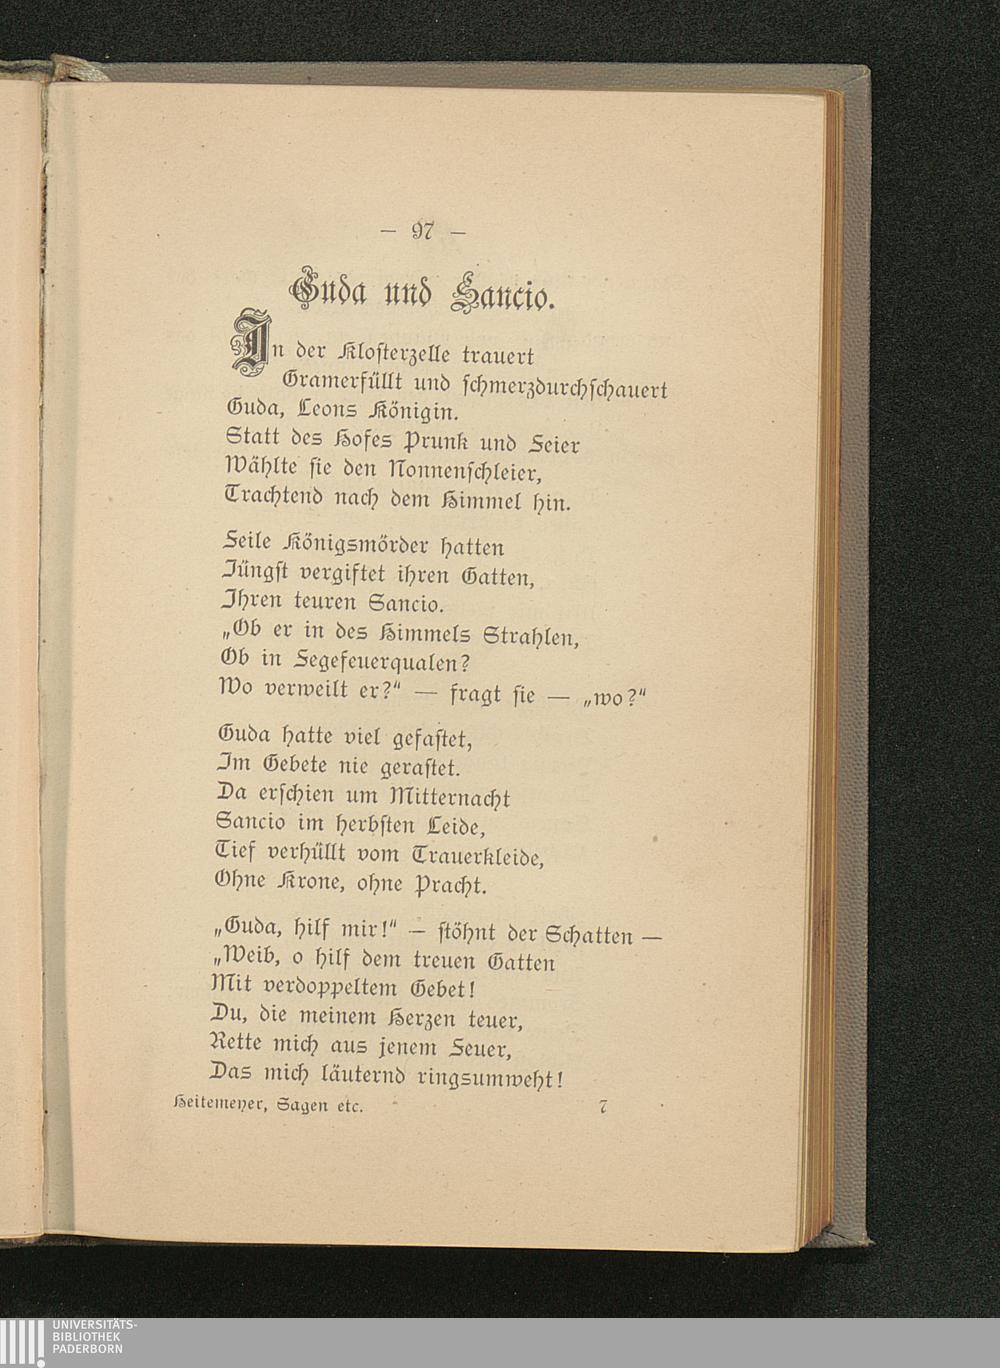 — 97 —
Guda und Sancio.
In der Klosterzelle trauert
Gramerfüllt und schmerzdurchschauert
Guda, Leons Königin.
Statt des Hofes Prunk und Feier
Wählte sie den Nonnenschleier,
Trachtend nach dem Himmel hin.
Feile Königsmörder hatten
Jüngst vergiftet ihren Gatten,
Ihren teuren Sancio.
„Ob er in des Himmels Strahlen,
Ob in Fegefeuerqualen?
Wo verweilt er?“ — fragt sie — „wo?“
Guda hatte viel gefastet,
Im Gebete nie gerastet.
Da erschien um Mitternacht
Sancio im herbsten Leide,
Tief verhüllt vom Trauerkleide,
Ohne Krone, ohne Pracht.
„Guda, hilf mir!“ — stöhnt der Schatten —
„Weib, o hilf dem treuen Gatten
Mit verdoppeltem Gebet!
Du, die meinem Herzen teuer,
Rette mich aus jenem Feuer,
Das mich läuternd ringsumweht!
Heitemeyer, Sagen etc. 7
UNIVERSITÄTS-
BIBLIOTHEK
PADERBORN